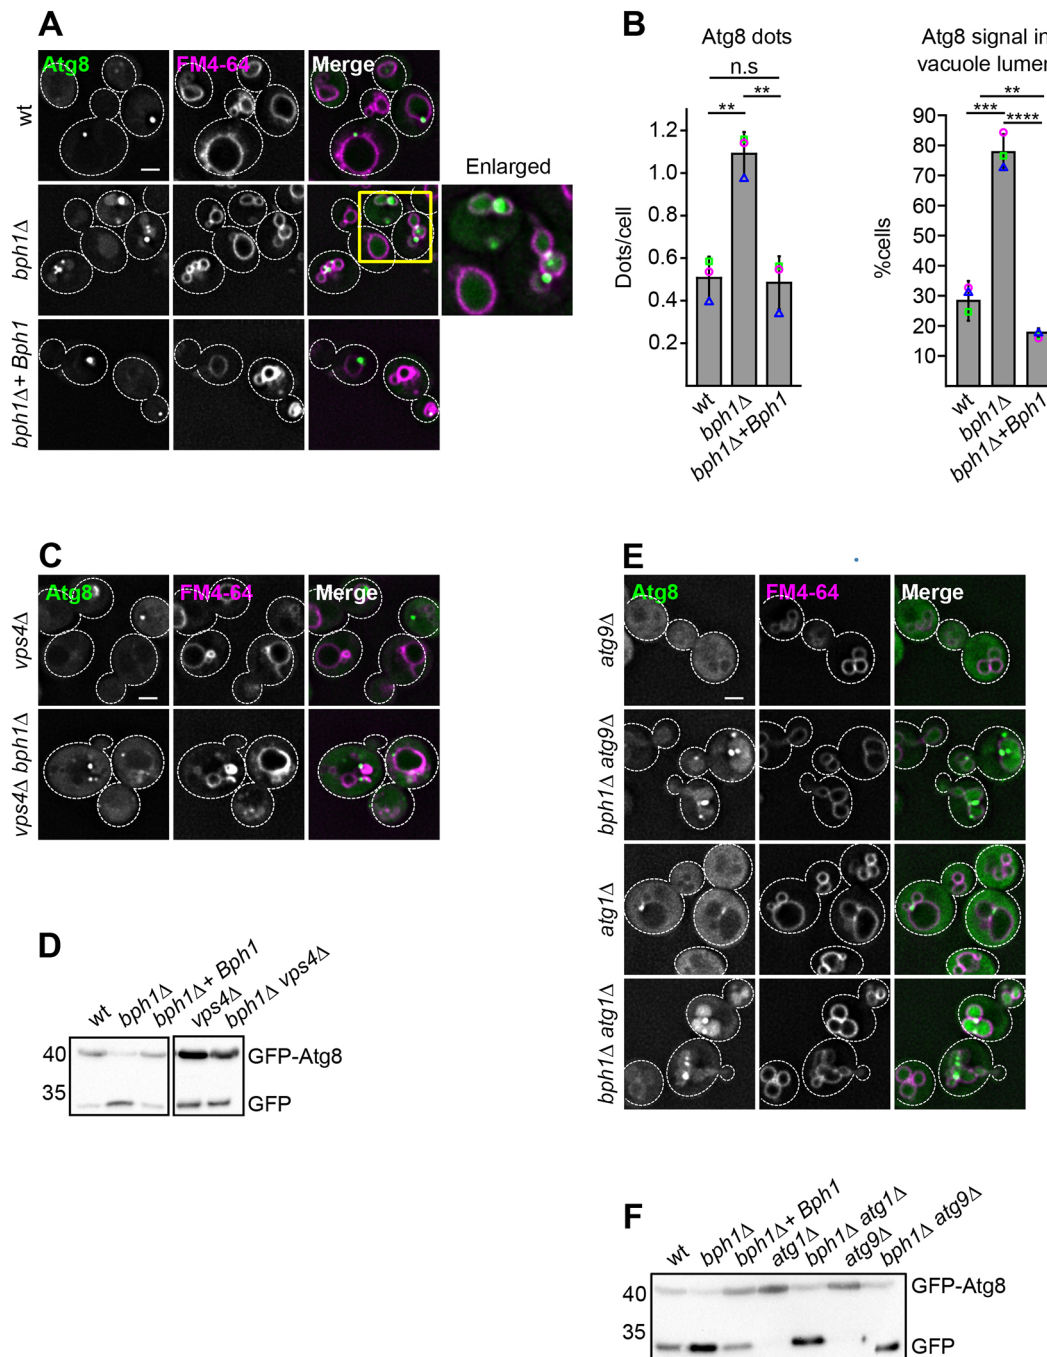 A
Atg8
FM4-64
Merge
wt
Enlarged
bph1Δ
bph1Δ+ Bph1
B
Atg8 dots
n.s
**
**
Dots/cell
1.2
1.0
0.8
0.6
0.4
0.2
wt
bph1Δ
bph1Δ+Bph1
Atg8 signal in
vacuole lumen
**
***
****
%cells
90
80
70
60
50
40
30
20
10
wt
bph1Δ
bph1Δ+Bph1
C
Atg8
FM4-64
Merge
vps4Δ
vps4Δ bph1Δ
D
wt
bph1Δ
bph1Δ+ Bph1
vps4Δ
bph1Δ vps4Δ
40
35
GFP-Atg8
GFP
E
Atg8
FM4-64
Merge
atg9Δ
bph1Δ atg9Δ
atg1Δ
bph1Δ atg1Δ
F
wt
bph1Δ
bph1Δ+ Bph1
atg1Δ
bph1Δ atg1Δ
atg9Δ
bph1Δ atg9Δ
40
35
GFP-Atg8
GFP